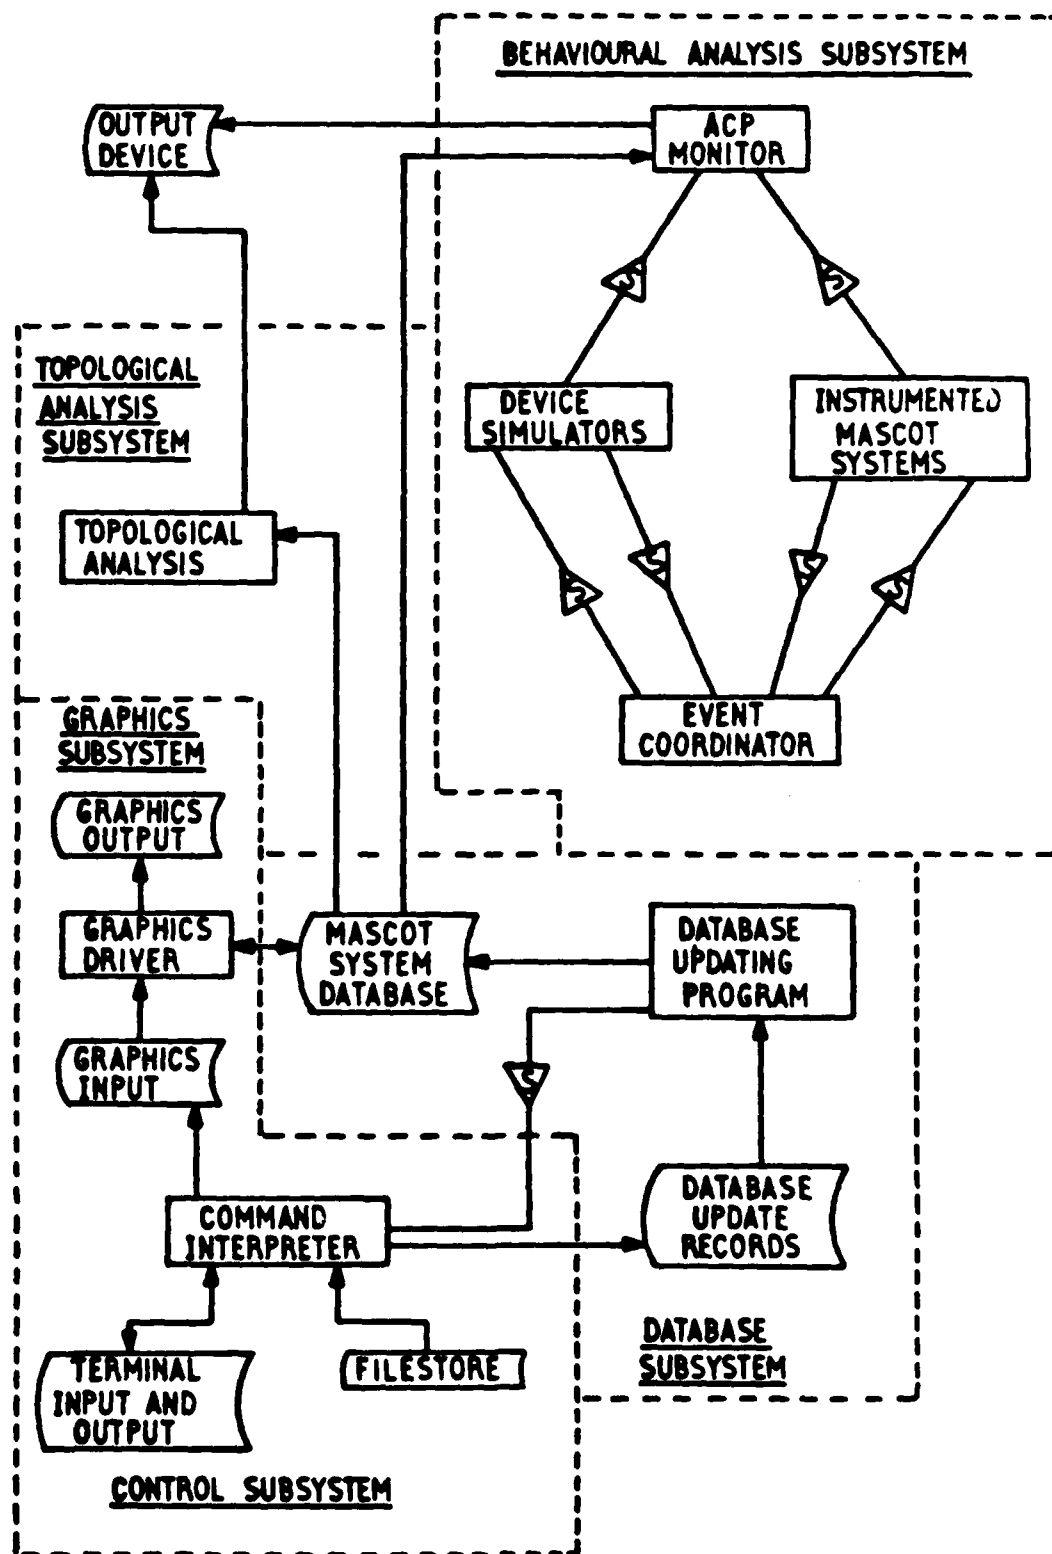 BEHAVIOURAL ANALYSIS SUBSYSTEM
OUTPUT
DEVICE
ACP
MONITOR
S
S
TOPOLOGICAL
ANALYSIS
SUBSYSTEM
DEVICE
SIMULATORS
INSTRUMENTED
MASCOT
SYSTEMS
TOPOLOGICAL
ANALYSIS
S
S
S
S
EVENT
COORDINATOR
GRAPHICS
SUBSYSTEM
GRAPHICS
OUTPUT
GRAPHICS
DRIVER
MASCOT
SYSTEM
DATABASE
DATABASE
UPDATING
PROGRAM
GRAPHICS
INPUT
S
COMMAND
INTERPRETER
DATABASE
UPDATE
RECORDS
TERMINAL
INPUT AND
OUTPUT
FILESTORE
DATABASE
SUBSYSTEM
CONTROL SUBSYSTEM